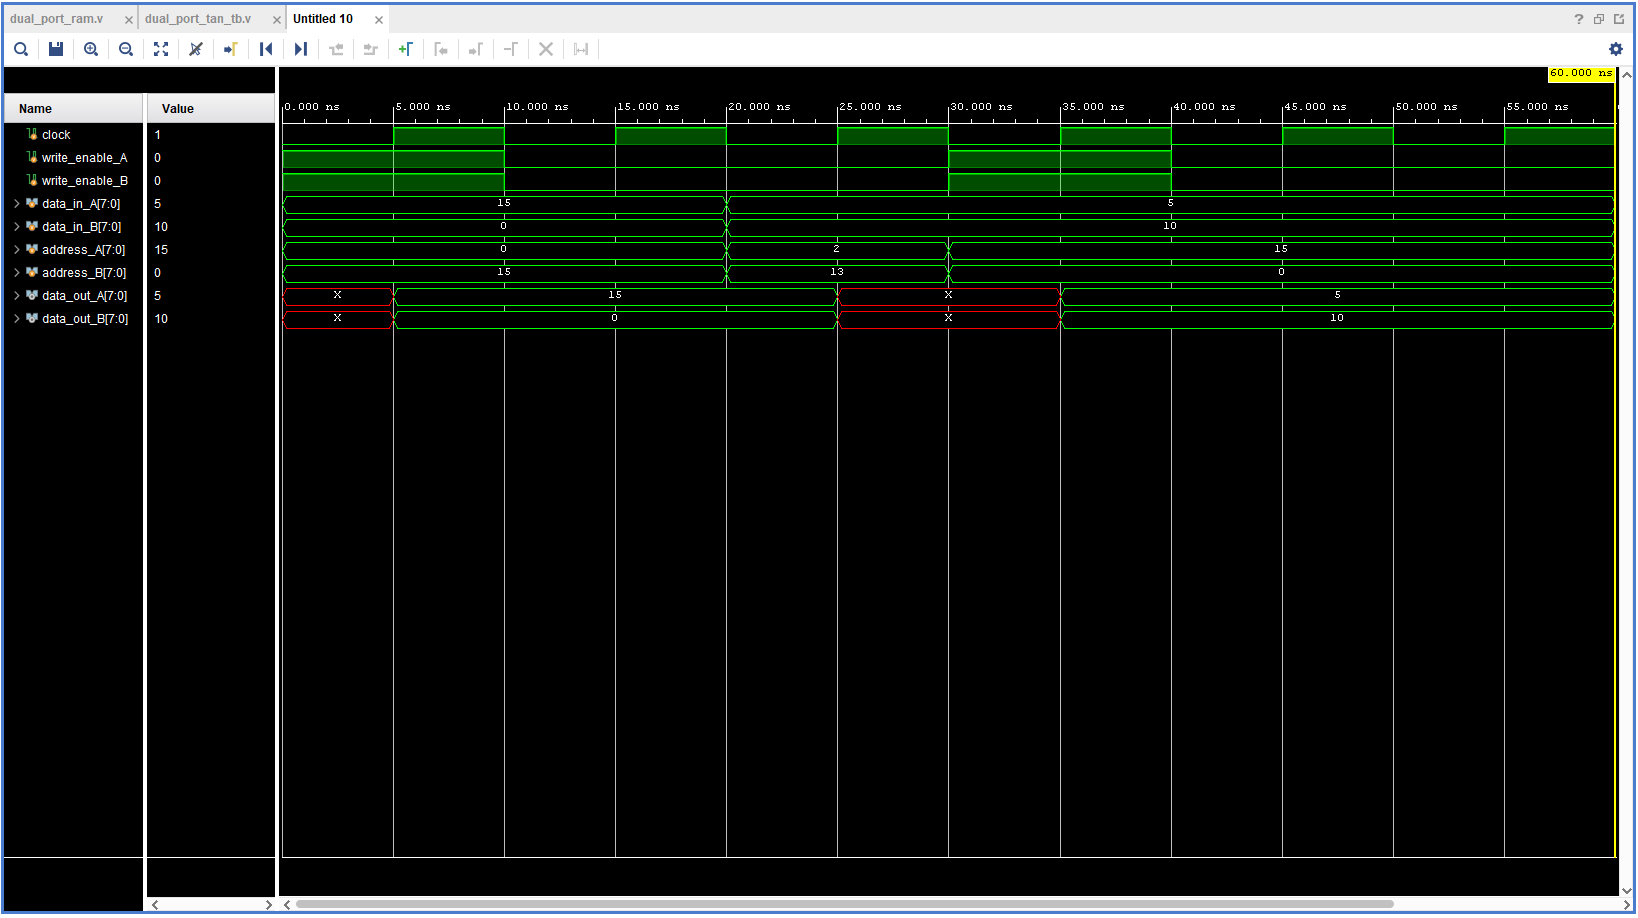 dual_port_ram.v × dual_port_tan_tb.v × Untitled 10 ×
60.000 ns
Name Value
0.000 ns 5.000 ns 10.000 ns 15.000 ns 20.000 ns 25.000 ns 30.000 ns 35.000 ns 40.000 ns 45.000 ns 50.000 ns 55.000 ns
clock 1
write_enable_A 0
write_enable_B 0
data_in_A[7:0] 5 15 5
data_in_B[7:0] 10 0 10
address_A[7:0] 15 0 2 15
address_B[7:0] 0 15 13 0
data_out_A[7:0] 5 X 15 X 5
data_out_B[7:0] 10 X 0 X 10